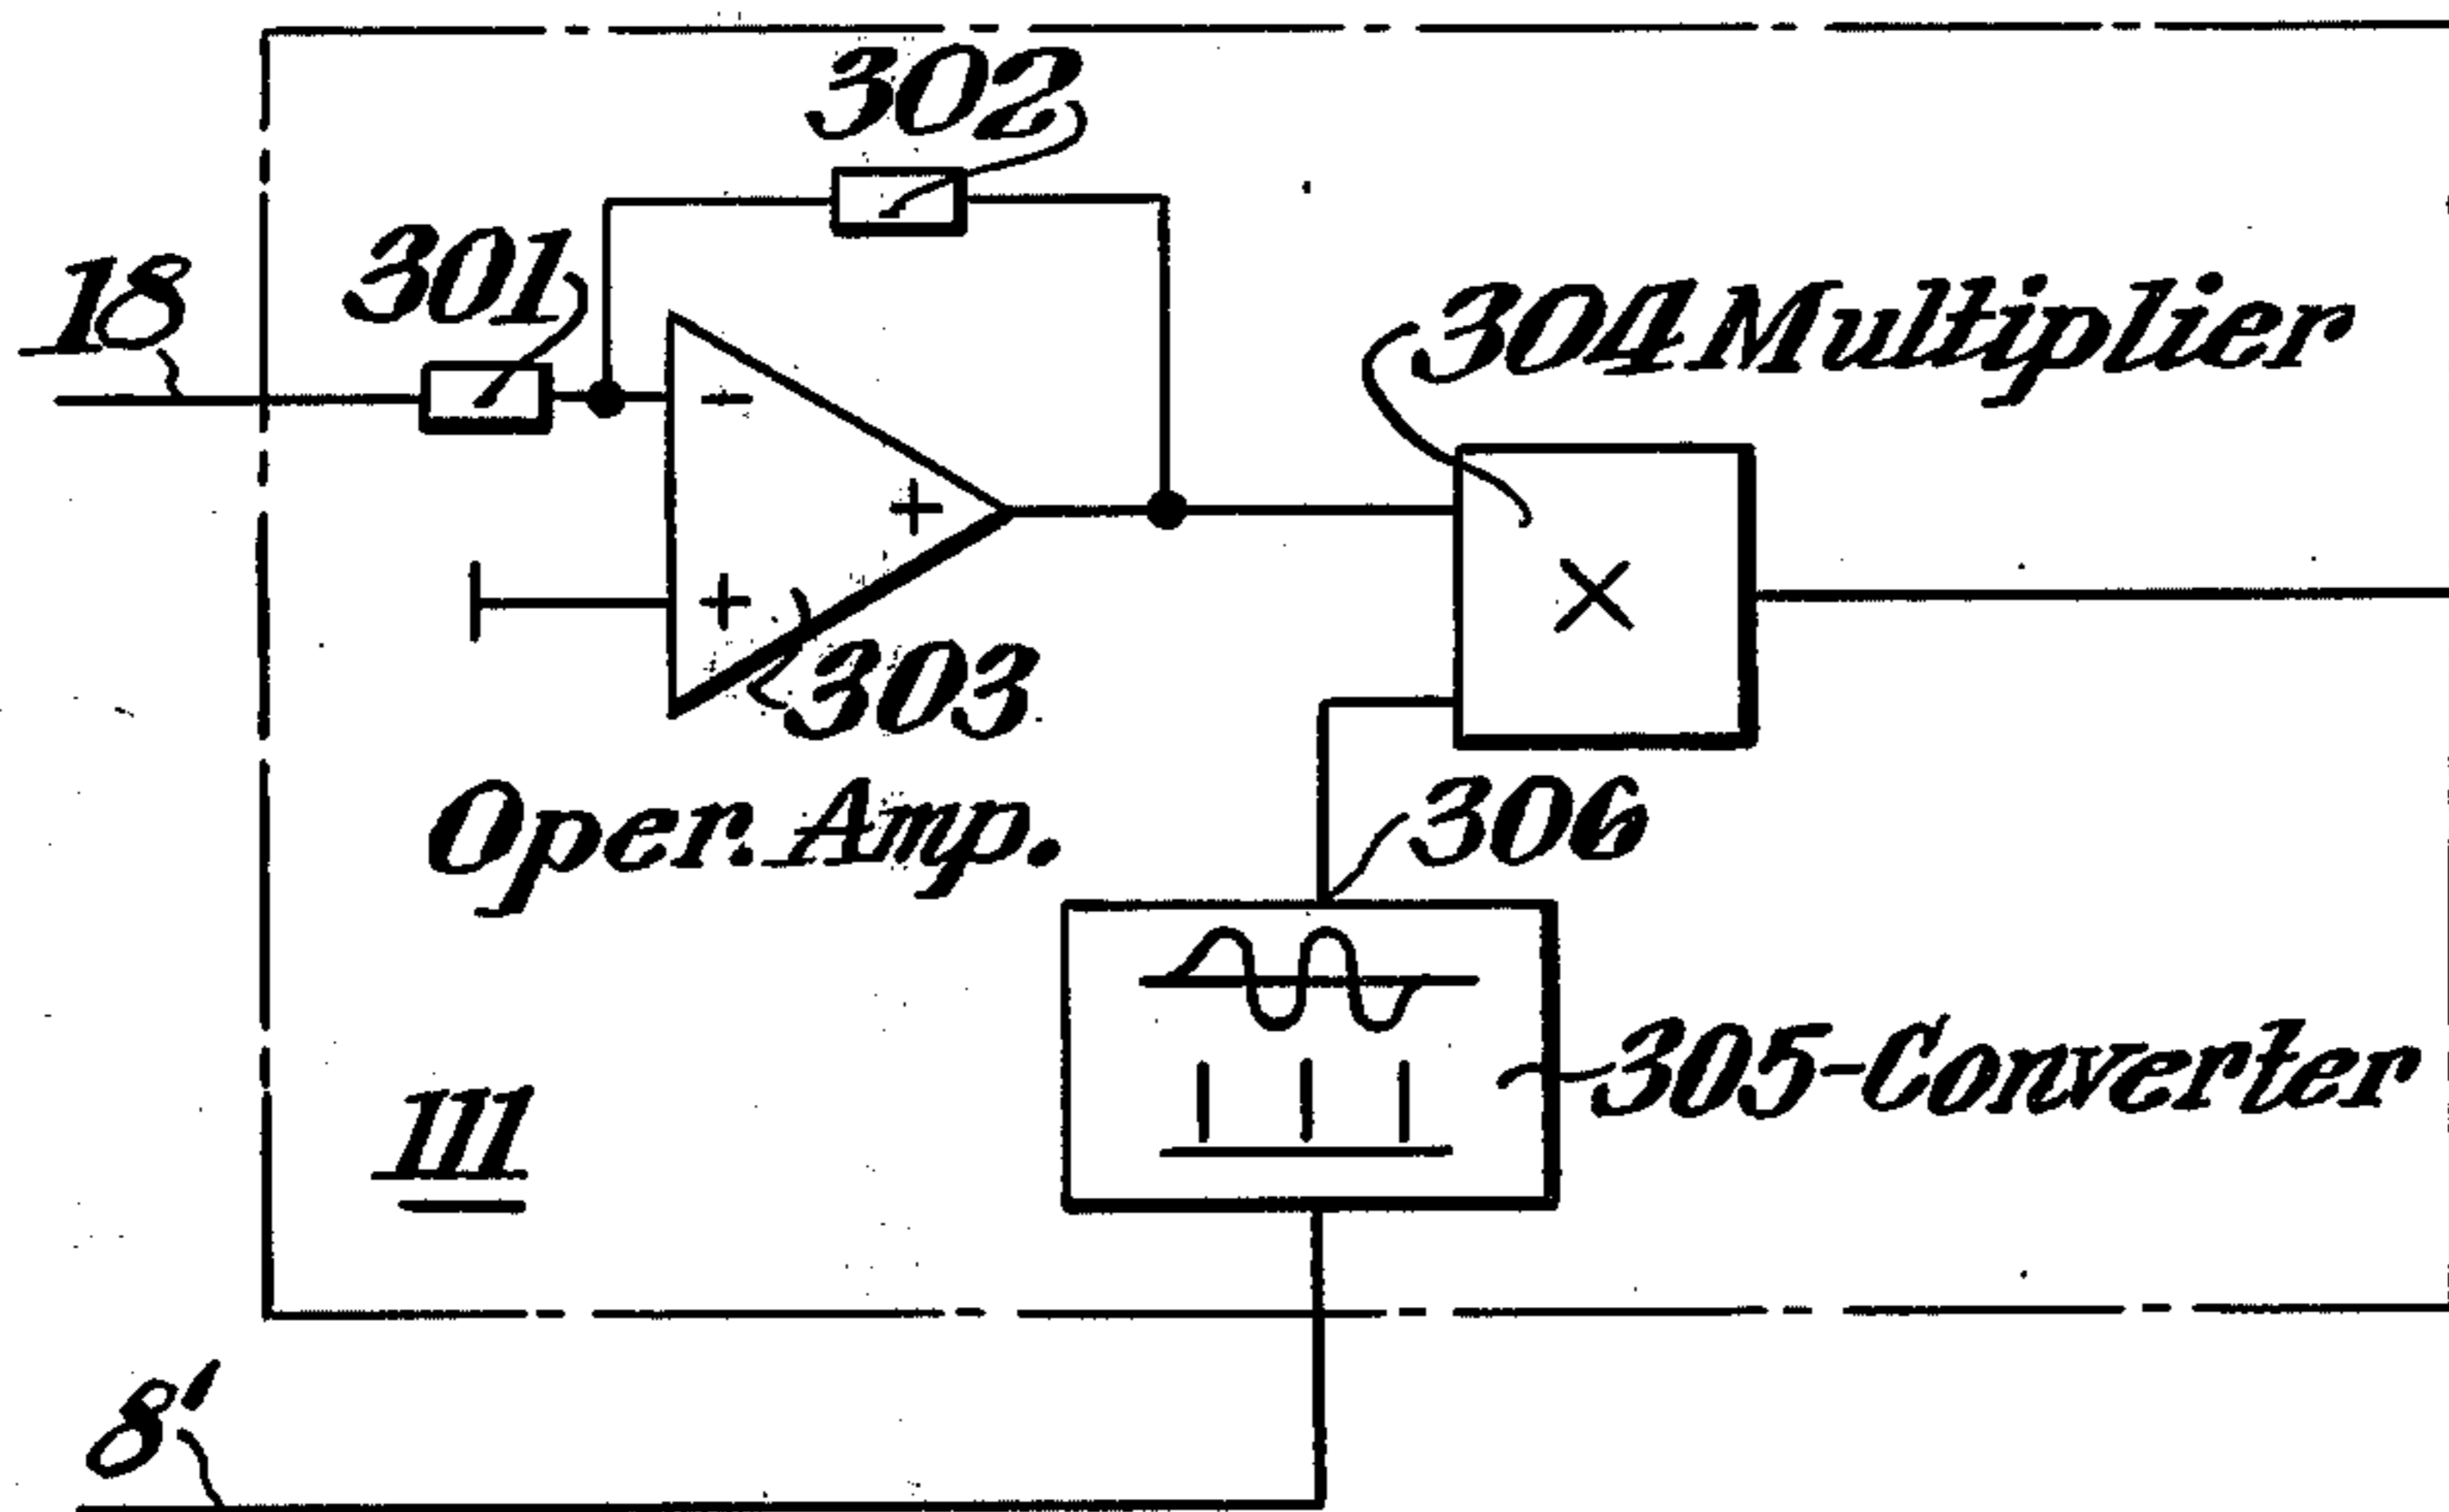 302
301
18
304 Multiplier
-
+
+
×
303
Oper. Amp.
306
305-Converter
III
8'